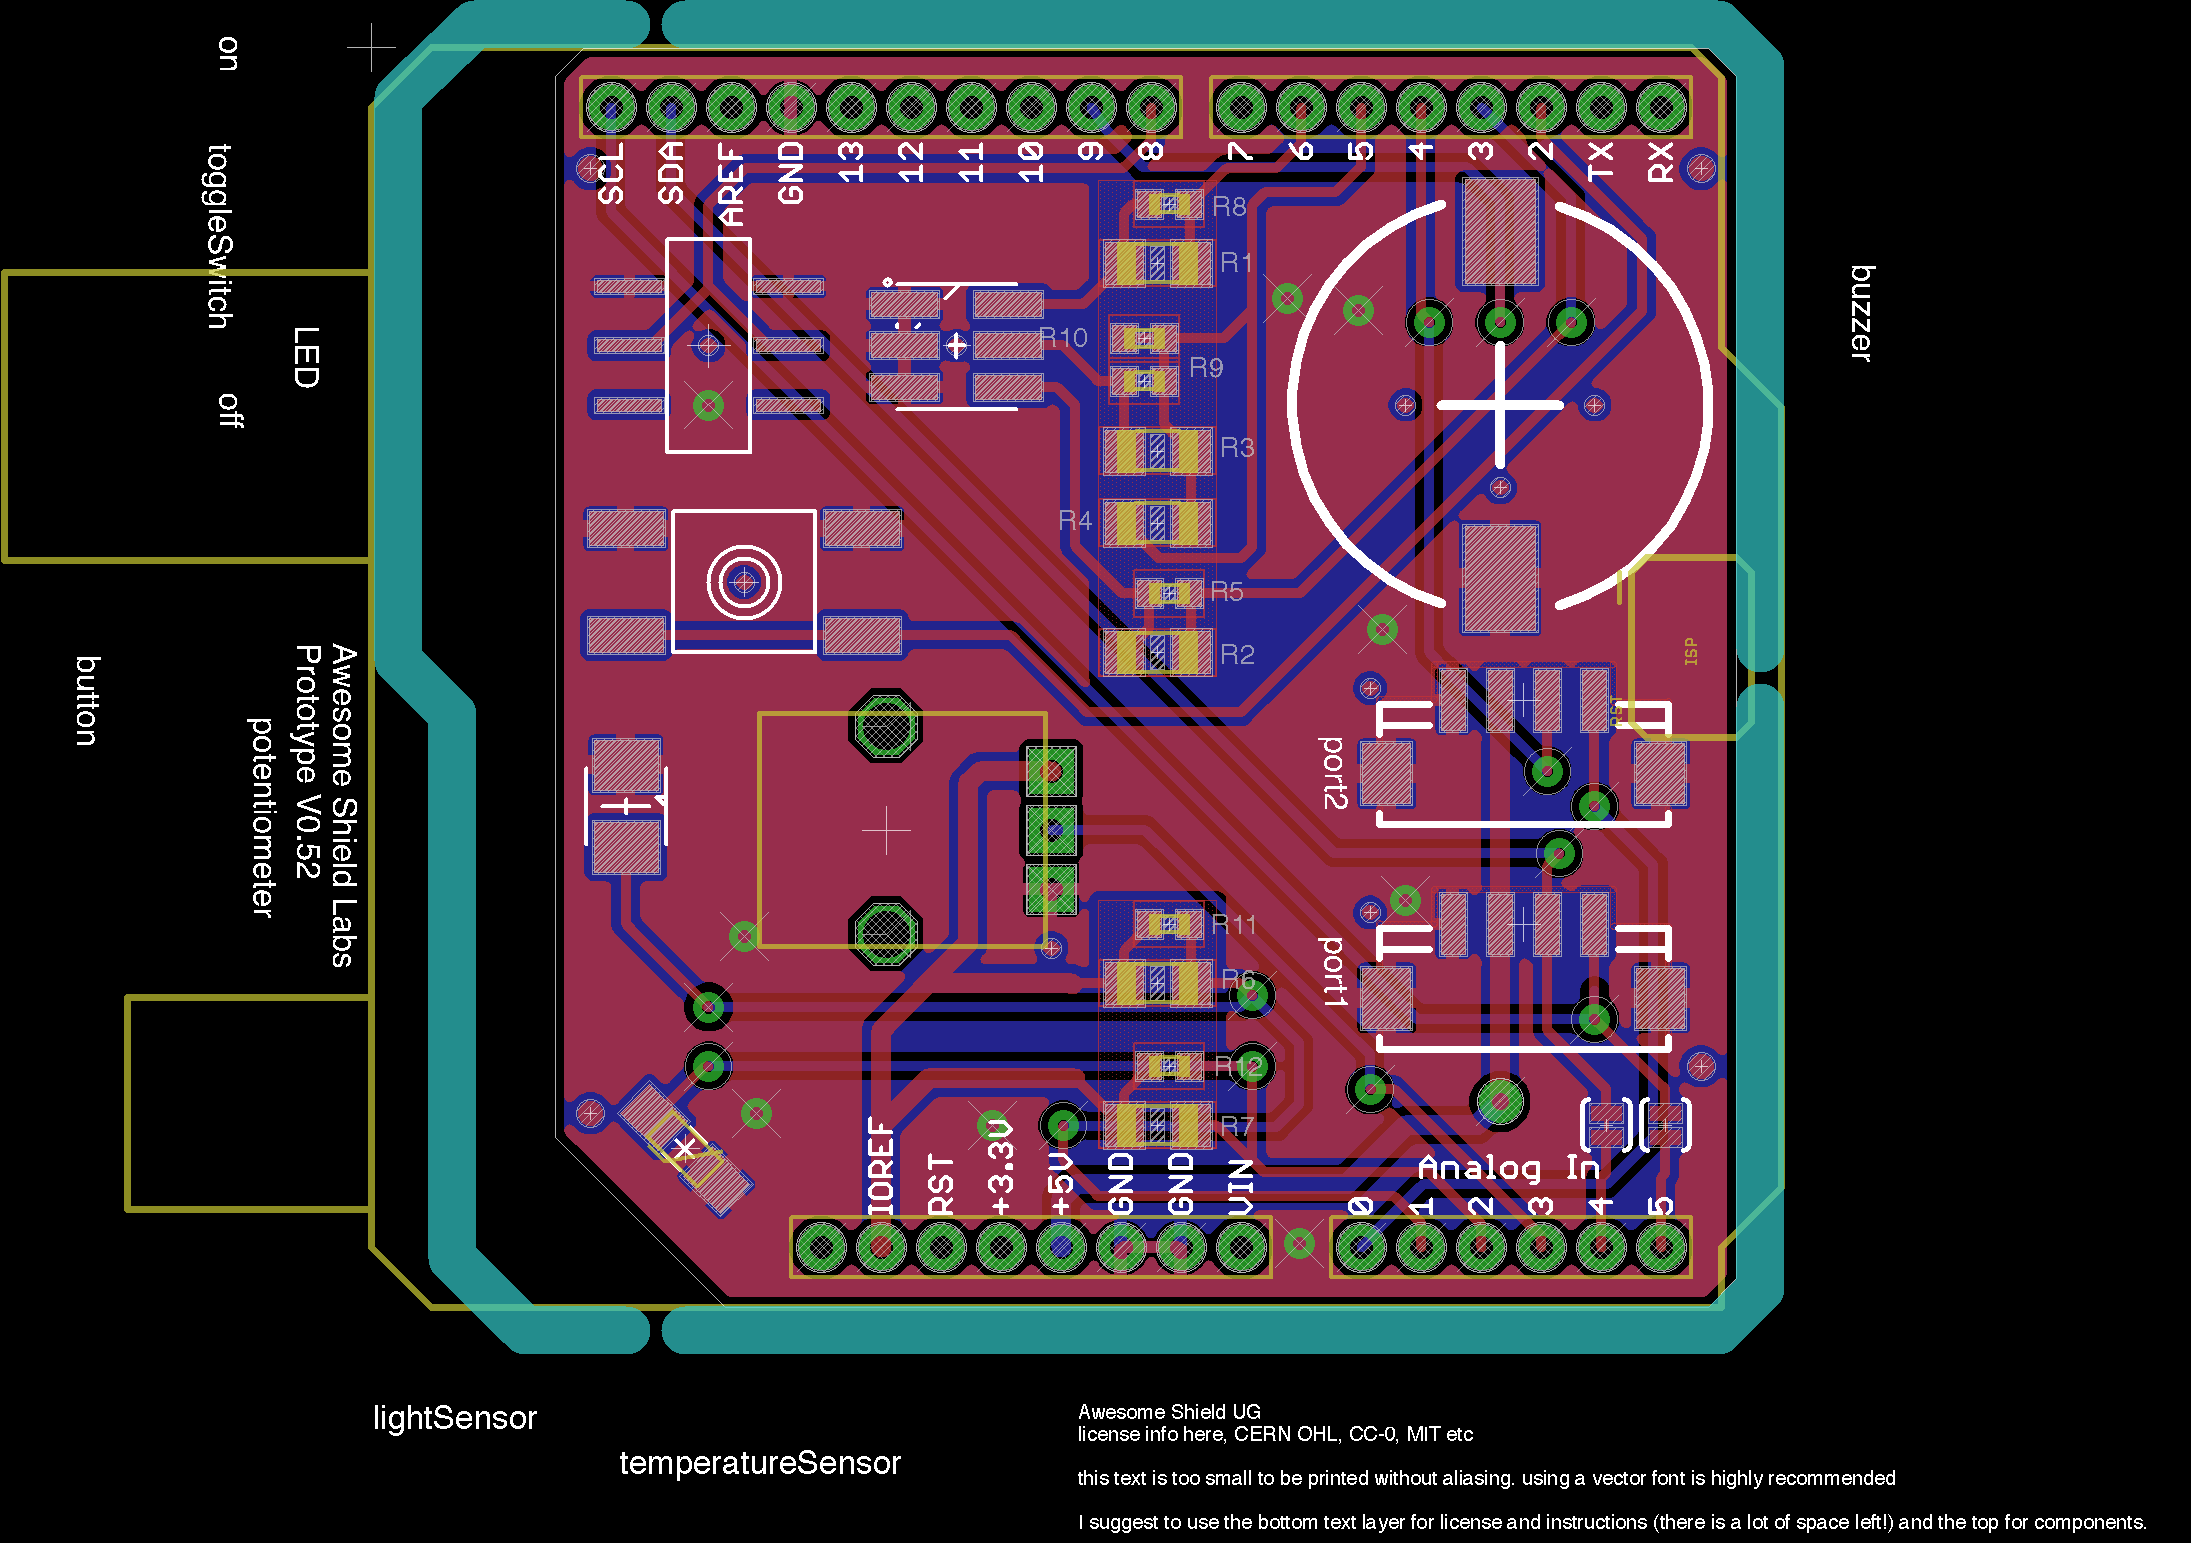 on
toggleSwitch
off
LED
SCL
SDA
AREF
GND
13
12
11
10
9
8
7
6
5
4
3
2
TX
RX
R8
R1
R10
R9
R3
R4
R5
R2
buzzer
ISP
RST
port2
port1
button
Awesome Shield Labs
Prototype V0.52
potentiometer
R11
R6
R12
R7
IOREF
RST
+3.3V
+5V
GND
GND
VIN
Analog In
0
1
2
3
4
5
lightSensor
temperatureSensor
Awesome Shield UG
license info here, CERN OHL, CC-0, MIT etc
this text is too small to be printed without aliasing. using a vector font is highly recommended
I suggest to use the bottom text layer for license and instructions (there is a lot of space left!) and the top for components.